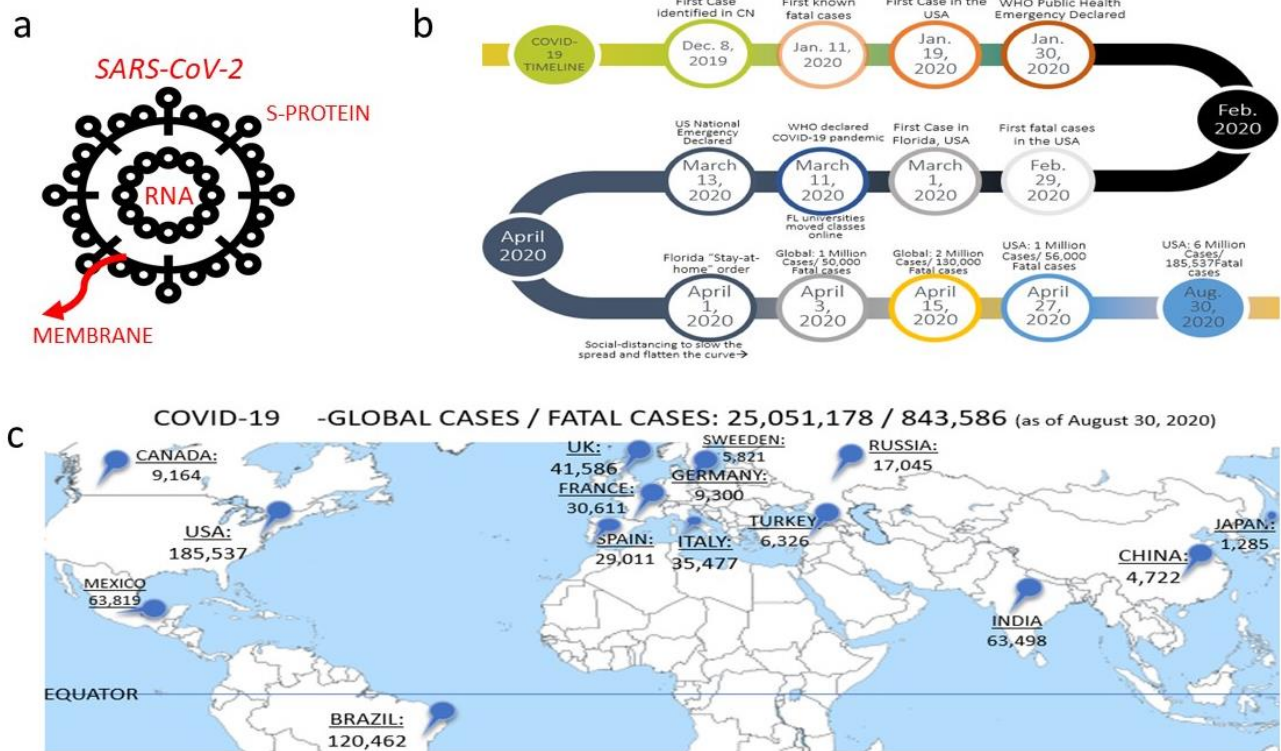 a
SARS-CoV-2
S-PROTEIN
RNA
MEMBRANE
b
COVID-
19
TIMELINE
First Case
identified in CN
Dec. 8,
2019
First known
fatal cases
Jan. 11,
2020
First Case in the
USA
Jan.
19,
2020
WHO Public Health
Emergency Declared
Jan.
30,
2020
Feb.
2020
US National
Emergency
Declared
March
13,
2020
WHO declared
COVID-19 pandemic
March
11,
2020
FL universities
moved classes
online
First Case in
Florida, USA
March
1,
2020
First fatal cases
in the USA
Feb.
29,
2020
April
2020
Florida "Stay-at-
home" order
April
1,
2020
Social-distancing to slow the
spread and flatten the curve→
Global: 1 Million
Cases/ 50,000
Fatal cases
April
3,
2020
Global: 2 Million
Cases/ 130,000
Fatal cases
April
15,
2020
USA: 1 Million
Cases/ 56,000
Fatal cases
April
27,
2020
USA: 6 Million
Cases/
185,537Fatal
cases
Aug.
30,
2020
c
COVID-19 -GLOBAL CASES / FATAL CASES: 25,051,178 / 843,586 (as of August 30, 2020)
CANADA:
9,164
USA:
185,537
MEXICO
63,819
UK:
41,586
FRANCE:
30,611
SPAIN:
29,011
SWEEDEN:
5,821
GERMANY:
9,300
ITALY:
35,477
TURKEY:
6,326
RUSSIA:
17,045
JAPAN:
1,285
CHINA:
4,722
INDIA
63,498
EQUATOR
BRAZIL:
120,462